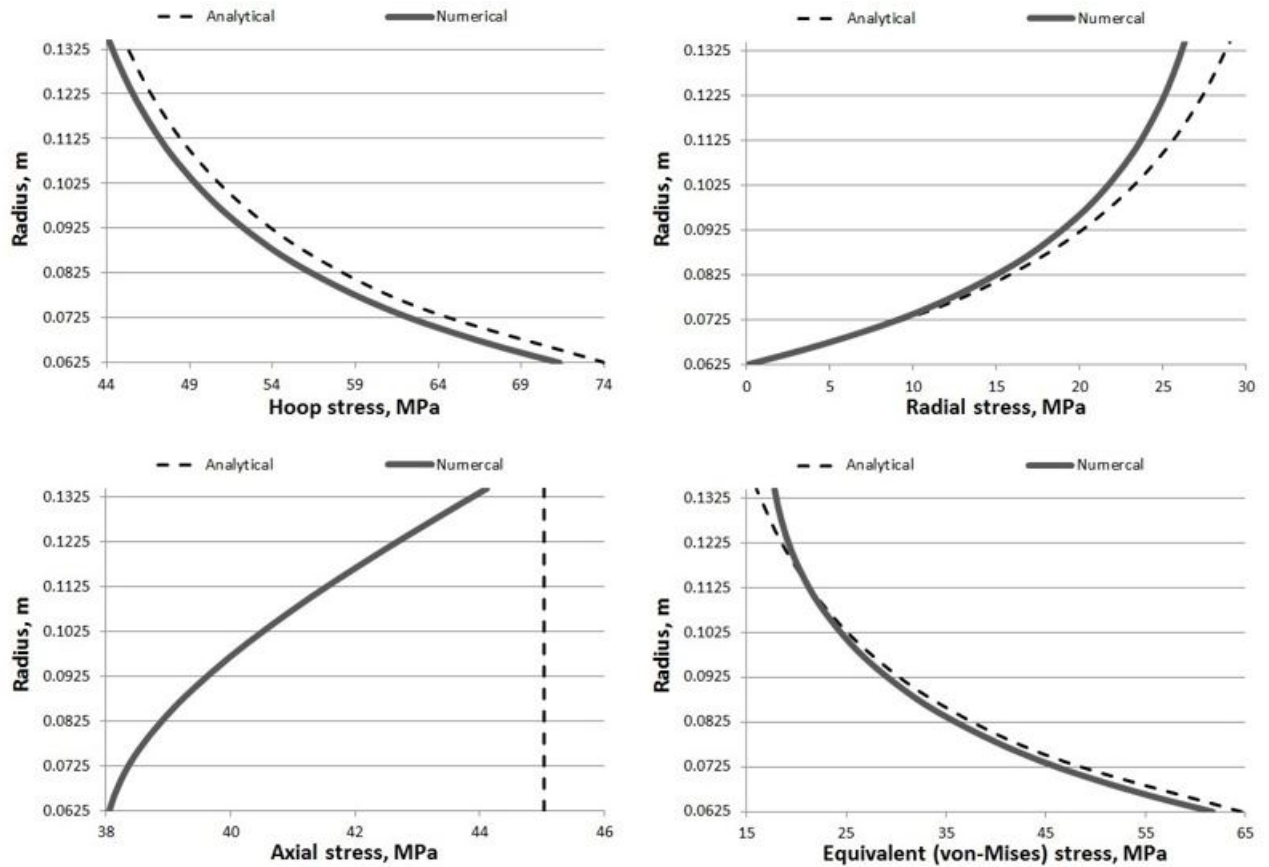 Analytical Numerical
0.1325
0.1225
0.1125
0.1025
0.0925
0.0825
0.0725
0.0625
Radius, m
44 49 54 59 64 69 74
Hoop stress, MPa
Analytical Numercal
0.1325
0.1225
0.1125
0.1025
0.0925
0.0825
0.0725
0.0625
Radius, m
0 5 10 15 20 25 30
Radial stress, MPa
Analytical Numercal
0.1325
0.1225
0.1125
0.1025
0.0925
0.0825
0.0725
0.0625
Radius, m
38 40 42 44 46
Axial stress, MPa
Analytical Numercal
0.1325
0.1225
0.1125
0.1025
0.0925
0.0825
0.0725
0.0625
Radius, m
15 25 35 45 55 65
Equivalent (von-Mises) stress, MPa